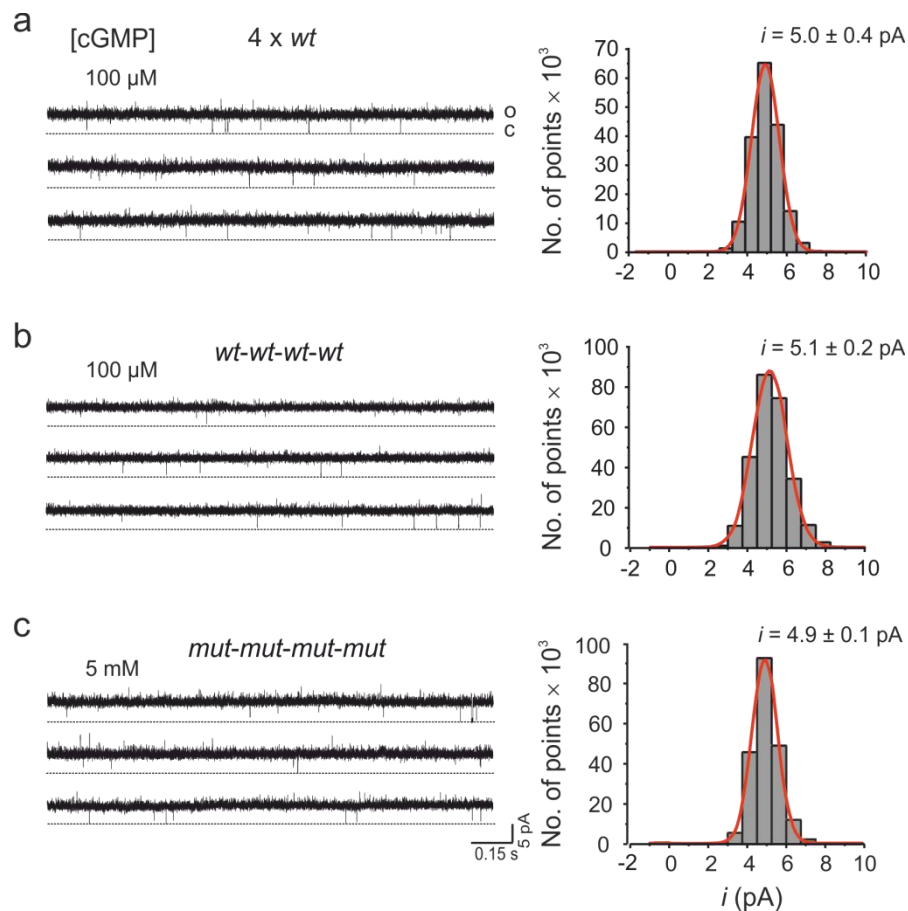 a
[cGMP] 4 x wt
100 µM
o
c
i = 5.0 ± 0.4 pA
No. of points × 10³
70
60
50
40
30
20
10
0
-2 0 2 4 6 8 10
b
wt-wt-wt-wt
100 µM
i = 5.1 ± 0.2 pA
No. of points × 10³
100
80
60
40
20
0
-2 0 2 4 6 8 10
c
mut-mut-mut-mut
5 mM
0.15 s
5 pA
i = 4.9 ± 0.1 pA
No. of points × 10³
100
80
60
40
20
0
-2 0 2 4 6 8 10
i (pA)